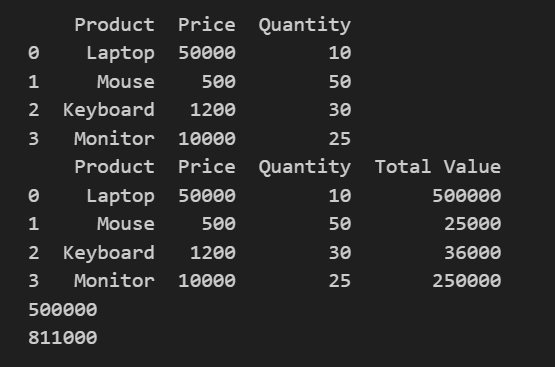 Product  Price  Quantity
0    Laptop  50000        10
1     Mouse    500        50
2  Keyboard   1200        30
3   Monitor  10000        25
    Product  Price  Quantity  Total Value
0    Laptop  50000        10       500000
1     Mouse    500        50        25000
2  Keyboard   1200        30        36000
3   Monitor  10000        25       250000
500000
811000